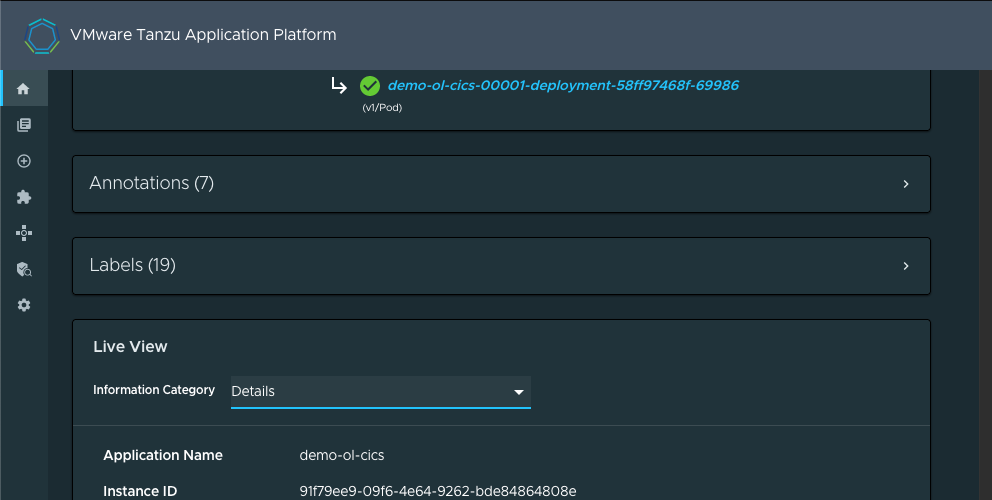 VMware Tanzu Application Platform
demo-ol-cics-00001-deployment-58ff97468f-69986
(v1/Pod)
Annotations (7)
Labels (19)
Live View
Information Category Details
Application Name demo-ol-cics
Instance ID 91f79ee9-09f6-4e64-9262-bde84864808e